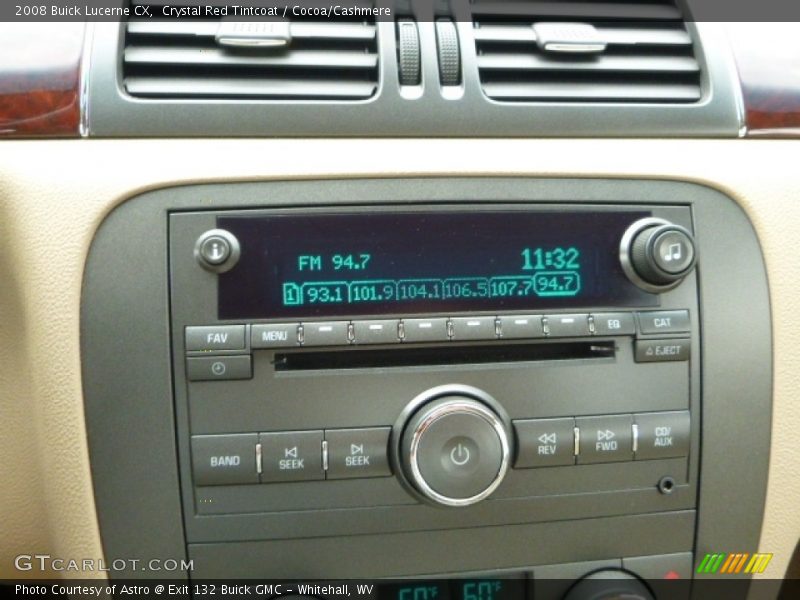 2008 Buick Lucerne CX, Crystal Red Tintcoat / Cocoa/Cashmere
FM 94.7 11:32
1 93.1 101.9 104.1 106.5 107.7 94.7
FAV MENU EQ CAT
EJECT
BAND SEEK SEEK REV FWD CD/AUX
GTCARLOT.COM
60°F 60°F
Photo Courtesy of Astro @ Exit 132 Buick GMC - Whitehall, WV